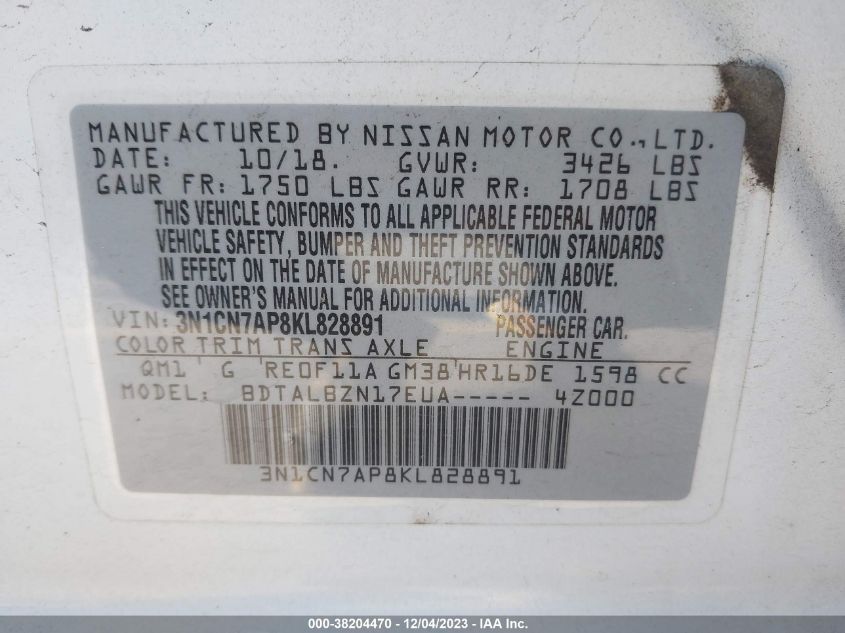 MANUFACTURED BY NISSAN MOTOR CO., LTD.
DATE: 10/18. GVWR: 3426 LBS
GAWR FR: 1750 LBS GAWR RR: 1708 LBS
THIS VEHICLE CONFORMS TO ALL APPLICABLE FEDERAL MOTOR
VEHICLE SAFETY, BUMPER AND THEFT PREVENTION STANDARDS
IN EFFECT ON THE DATE OF MANUFACTURE SHOWN ABOVE.
SEE OWNER'S MANUAL FOR ADDITIONAL INFORMATION.
VIN: 3N1CN7AP8KL828891 PASSENGER CAR.
COLOR TRIM TRANS AXLE ENGINE
QM1 G RE0F11A GM38 HR16DE 1598 CC
MODEL: BDTALBZN17EUA----- 4Z000
3N1CN7AP8KL828891
000-38204470 - 12/04/2023 - IAA Inc.